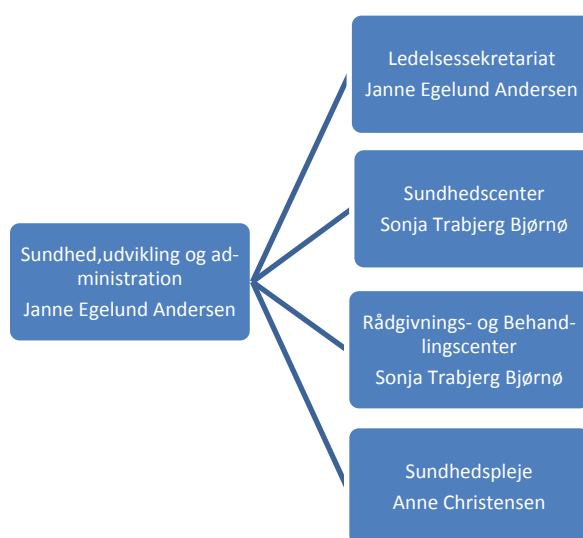 Ledelsessekretariat
Janne Egelund Andersen
Sundhedscenter
Sonja Trabjerg Bjørnø
Sundhed,udvikling og ad-
ministration
Janne Egelund Andersen
Rådgivnings- og Behand-
lingscenter
Sonja Trabjerg Bjørnø
Sundhedspleje
Anne Christensen